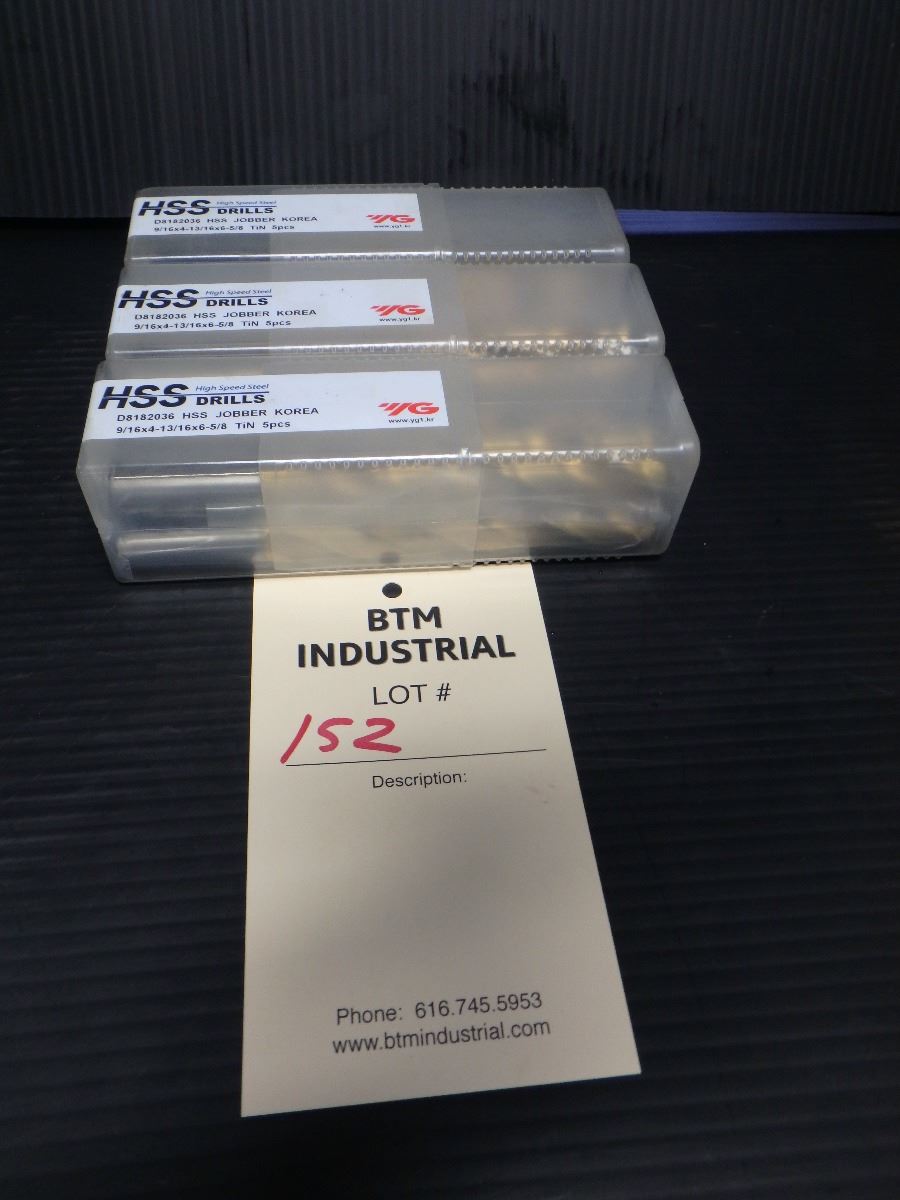 HSS High Speed Steel
DRILLS
D8182036 HSS JOBBER KOREA
9/16x4-13/16x6-5/8 TiN 5pcs
YG
www.yg1.kr
HSS High Speed Steel
DRILLS
D8182036 HSS JOBBER KOREA
9/16x4-13/16x6-5/8 TiN 5pcs
YG
www.yg1.kr
HSS High Speed Steel
DRILLS
D8182036 HSS JOBBER KOREA
9/16x4-13/16x6-5/8 TiN 5pcs
YG
www.yg1.kr
BTM
INDUSTRIAL
LOT #
152
Description:
Phone: 616.745.5953
www.btmindustrial.com